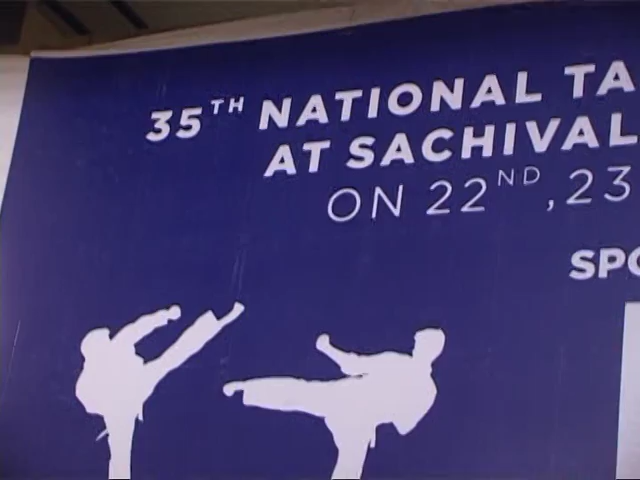 35TH NATIONAL TA
AT SACHIVAL
ON 22ND, 23
SPO